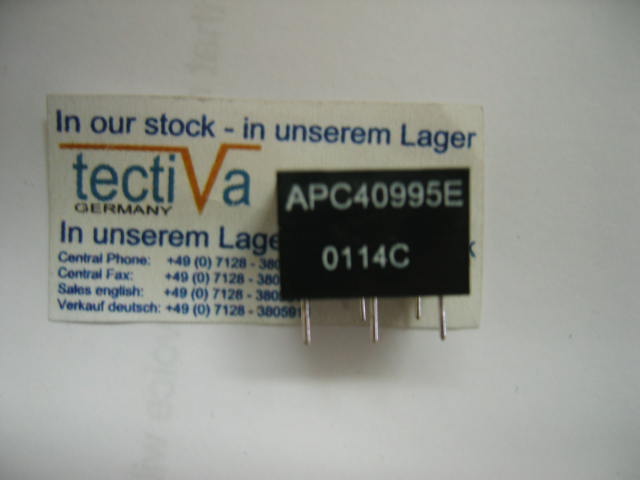 In our stock - in unserem Lager
tectiva
GERMANY
APC40995E
0114C
In unserem Lage k
Central Phone: +49 (0) 7128 - 380
Central Fax: +49 (0) 7128 - 380
Sales english: +49 (0) 7128 - 380
Verkauf deutsch: +49 (0) 7128 - 380591